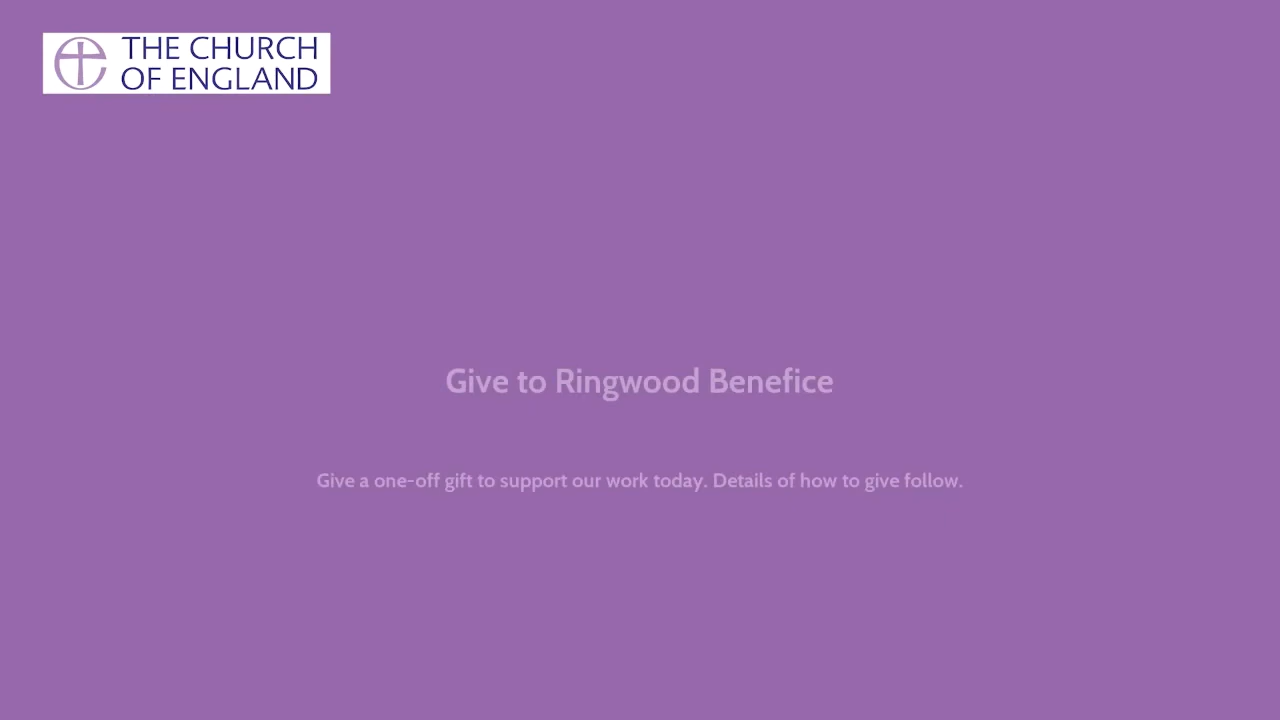 THE CHURCH
OF ENGLAND
Give to Ringwood Benefice
Give a one-off gift to support our work today. Details of how to give follow.